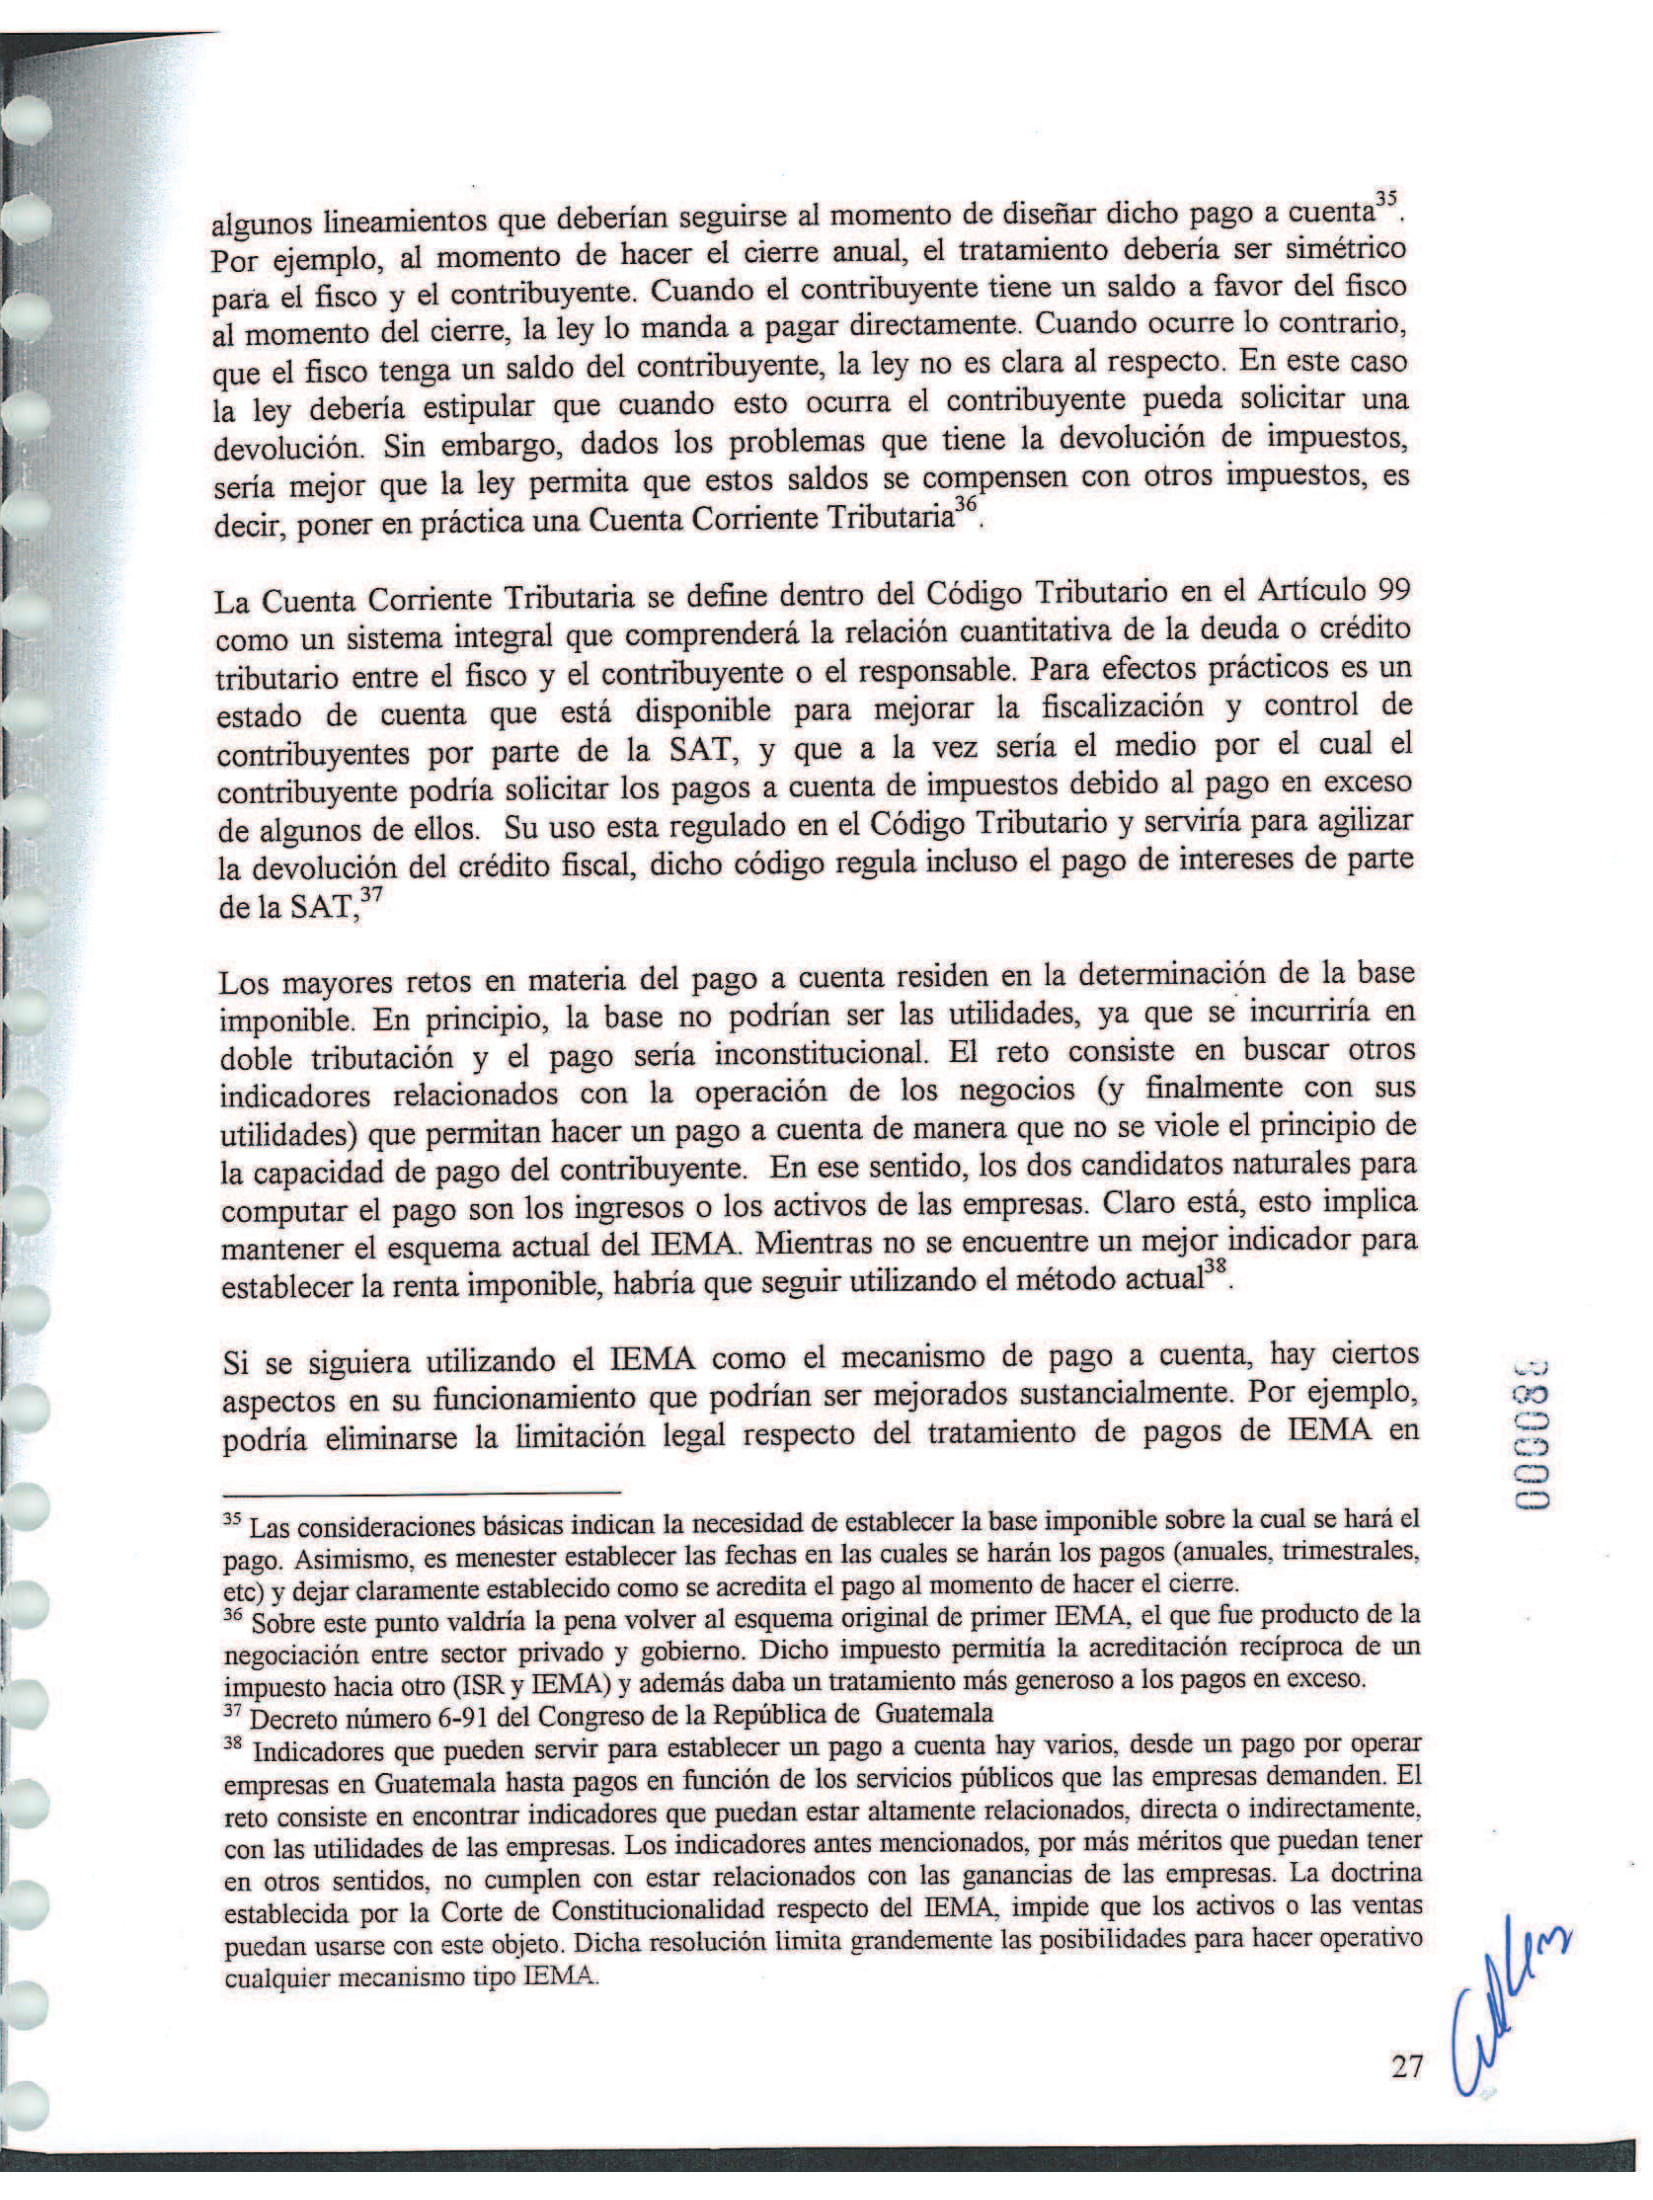 algunos lineamientos que deberían seguirse al momento de diseñar dicho pago a cuenta35.
Por ejemplo, al momento de hacer el cierre anual, el tratamiento debería ser simétrico
para el fisco y el contribuyente. Cuando el contribuyente tiene un saldo a favor del fisco
al momento del cierre, la ley lo manda a pagar directamente. Cuando ocurre lo contrario,
que el fisco tenga un saldo del contribuyente, la ley no es clara al respecto. En este caso
la ley debería estipular que cuando esto ocurra el contribuyente pueda solicitar una
devolución. Sin embargo, dados los problemas que tiene la devolución de impuestos,
sería mejor que la ley permita que estos saldos se compensen con otros impuestos, es
decir, poner en práctica una Cuenta Corriente Tributaria36.
La Cuenta Corriente Tributaria se define dentro del Código Tributario en el Artículo 99
como un sistema integral que comprenderá la relación cuantitativa de la deuda o crédito
tributario entre el fisco y el contribuyente o el responsable. Para efectos prácticos es un
estado de cuenta que está disponible para mejorar la fiscalización y control de
contribuyentes por parte de la SAT, y que a la vez sería el medio por el cual el
contribuyente podría solicitar los pagos a cuenta de impuestos debido al pago en exceso
de algunos de ellos. Su uso esta regulado en el Código Tributario y serviría para agilizar
la devolución del crédito fiscal, dicho código regula incluso el pago de intereses de parte
de la SAT,37
Los mayores retos en materia del pago a cuenta residen en la determinación de la base
imponible. En principio, la base no podrían ser las utilidades, ya que se incurriría en
doble tributación y el pago sería inconstitucional. El reto consiste en buscar otros
indicadores relacionados con la operación de los negocios (y finalmente con sus
utilidades) que permitan hacer un pago a cuenta de manera que no se viole el principio de
la capacidad de pago del contribuyente. En ese sentido, los dos candidatos naturales para
computar el pago son los ingresos o los activos de las empresas. Claro está, esto implica
mantener el esquema actual del IEMA. Mientras no se encuentre un mejor indicador para
establecer la renta imponible, habría que seguir utilizando el método actual38.
Si se siguiera utilizando el IEMA como el mecanismo de pago a cuenta, hay ciertos
aspectos en su funcionamiento que podrían ser mejorados sustancialmente. Por ejemplo,
podría eliminarse la limitación legal respecto del tratamiento de pagos de IEMA en
35 Las consideraciones básicas indican la necesidad de establecer la base imponible sobre la cual se hará el
pago. Asimismo, es menester establecer las fechas en las cuales se harán los pagos (anuales, trimestrales,
etc) y dejar claramente establecido como se acredita el pago al momento de hacer el cierre.
36 Sobre este punto valdría la pena volver al esquema original de primer IEMA, el que fue producto de la
negociación entre sector privado y gobierno. Dicho impuesto permitía la acreditación recíproca de un
impuesto hacia otro (ISR y IEMA) y además daba un tratamiento más generoso a los pagos en exceso.
37 Decreto número 6-91 del Congreso de la República de Guatemala
38 Indicadores que pueden servir para establecer un pago a cuenta hay varios, desde un pago por operar
empresas en Guatemala hasta pagos en función de los servicios públicos que las empresas demanden. El
reto consiste en encontrar indicadores que puedan estar altamente relacionados, directa o indirectamente,
con las utilidades de las empresas. Los indicadores antes mencionados, por más méritos que puedan tener
en otros sentidos, no cumplen con estar relacionados con las ganancias de las empresas. La doctrina
establecida por la Corte de Constitucionalidad respecto del IEMA, impide que los activos o las ventas
puedan usarse con este objeto. Dicha resolución limita grandemente las posibilidades para hacer operativo
cualquier mecanismo tipo IEMA.
27